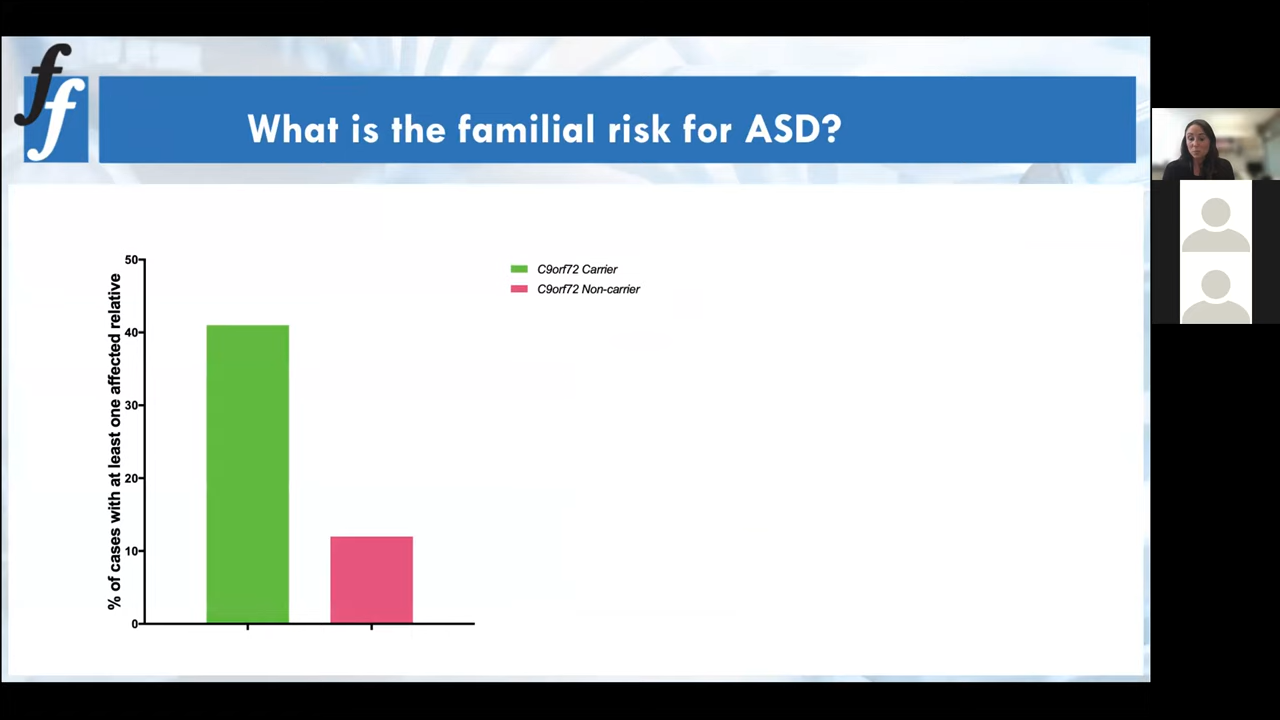 ff
What is the familial risk for ASD?
C9orf72 Carrier
C9orf72 Non-carrier
% of cases with at least one affected relative
50
40
30
20
10
0